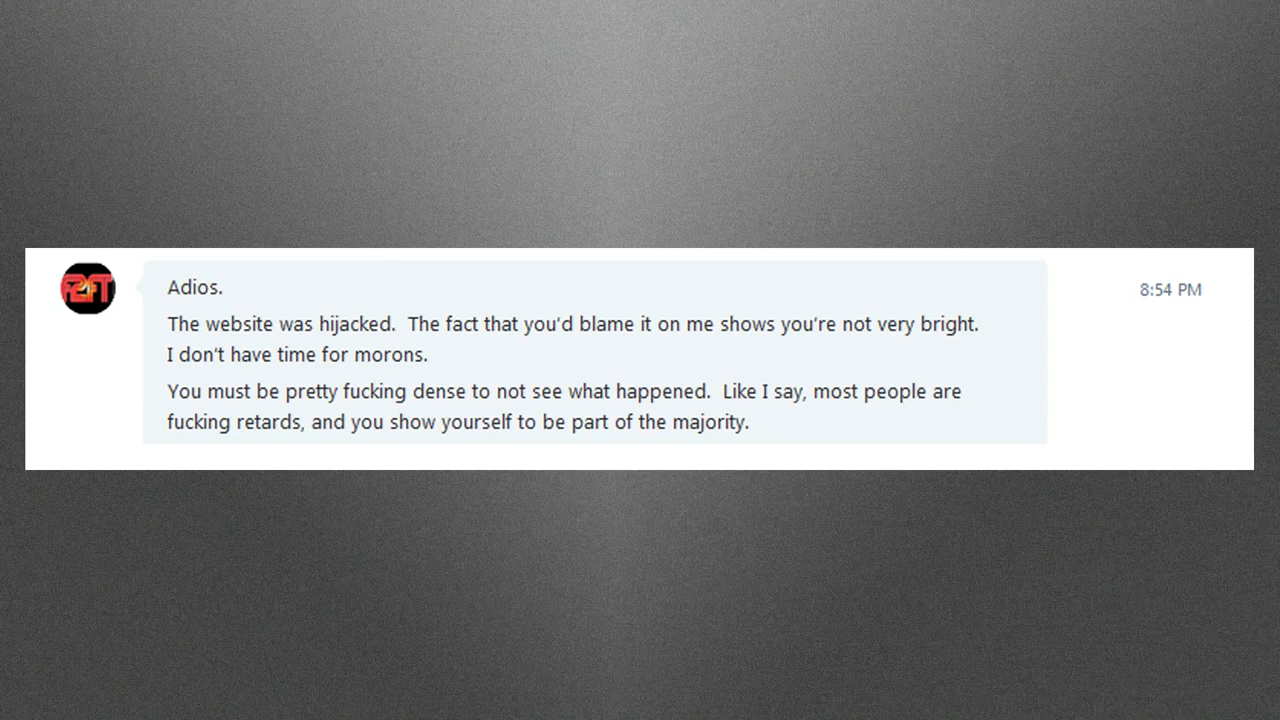 Adios.
8:54 PM
The website was hijacked.  The fact that you'd blame it on me shows you're not very bright.
I don't have time for morons.
You must be pretty fucking dense to not see what happened.  Like I say, most people are
fucking retards, and you show yourself to be part of the majority.